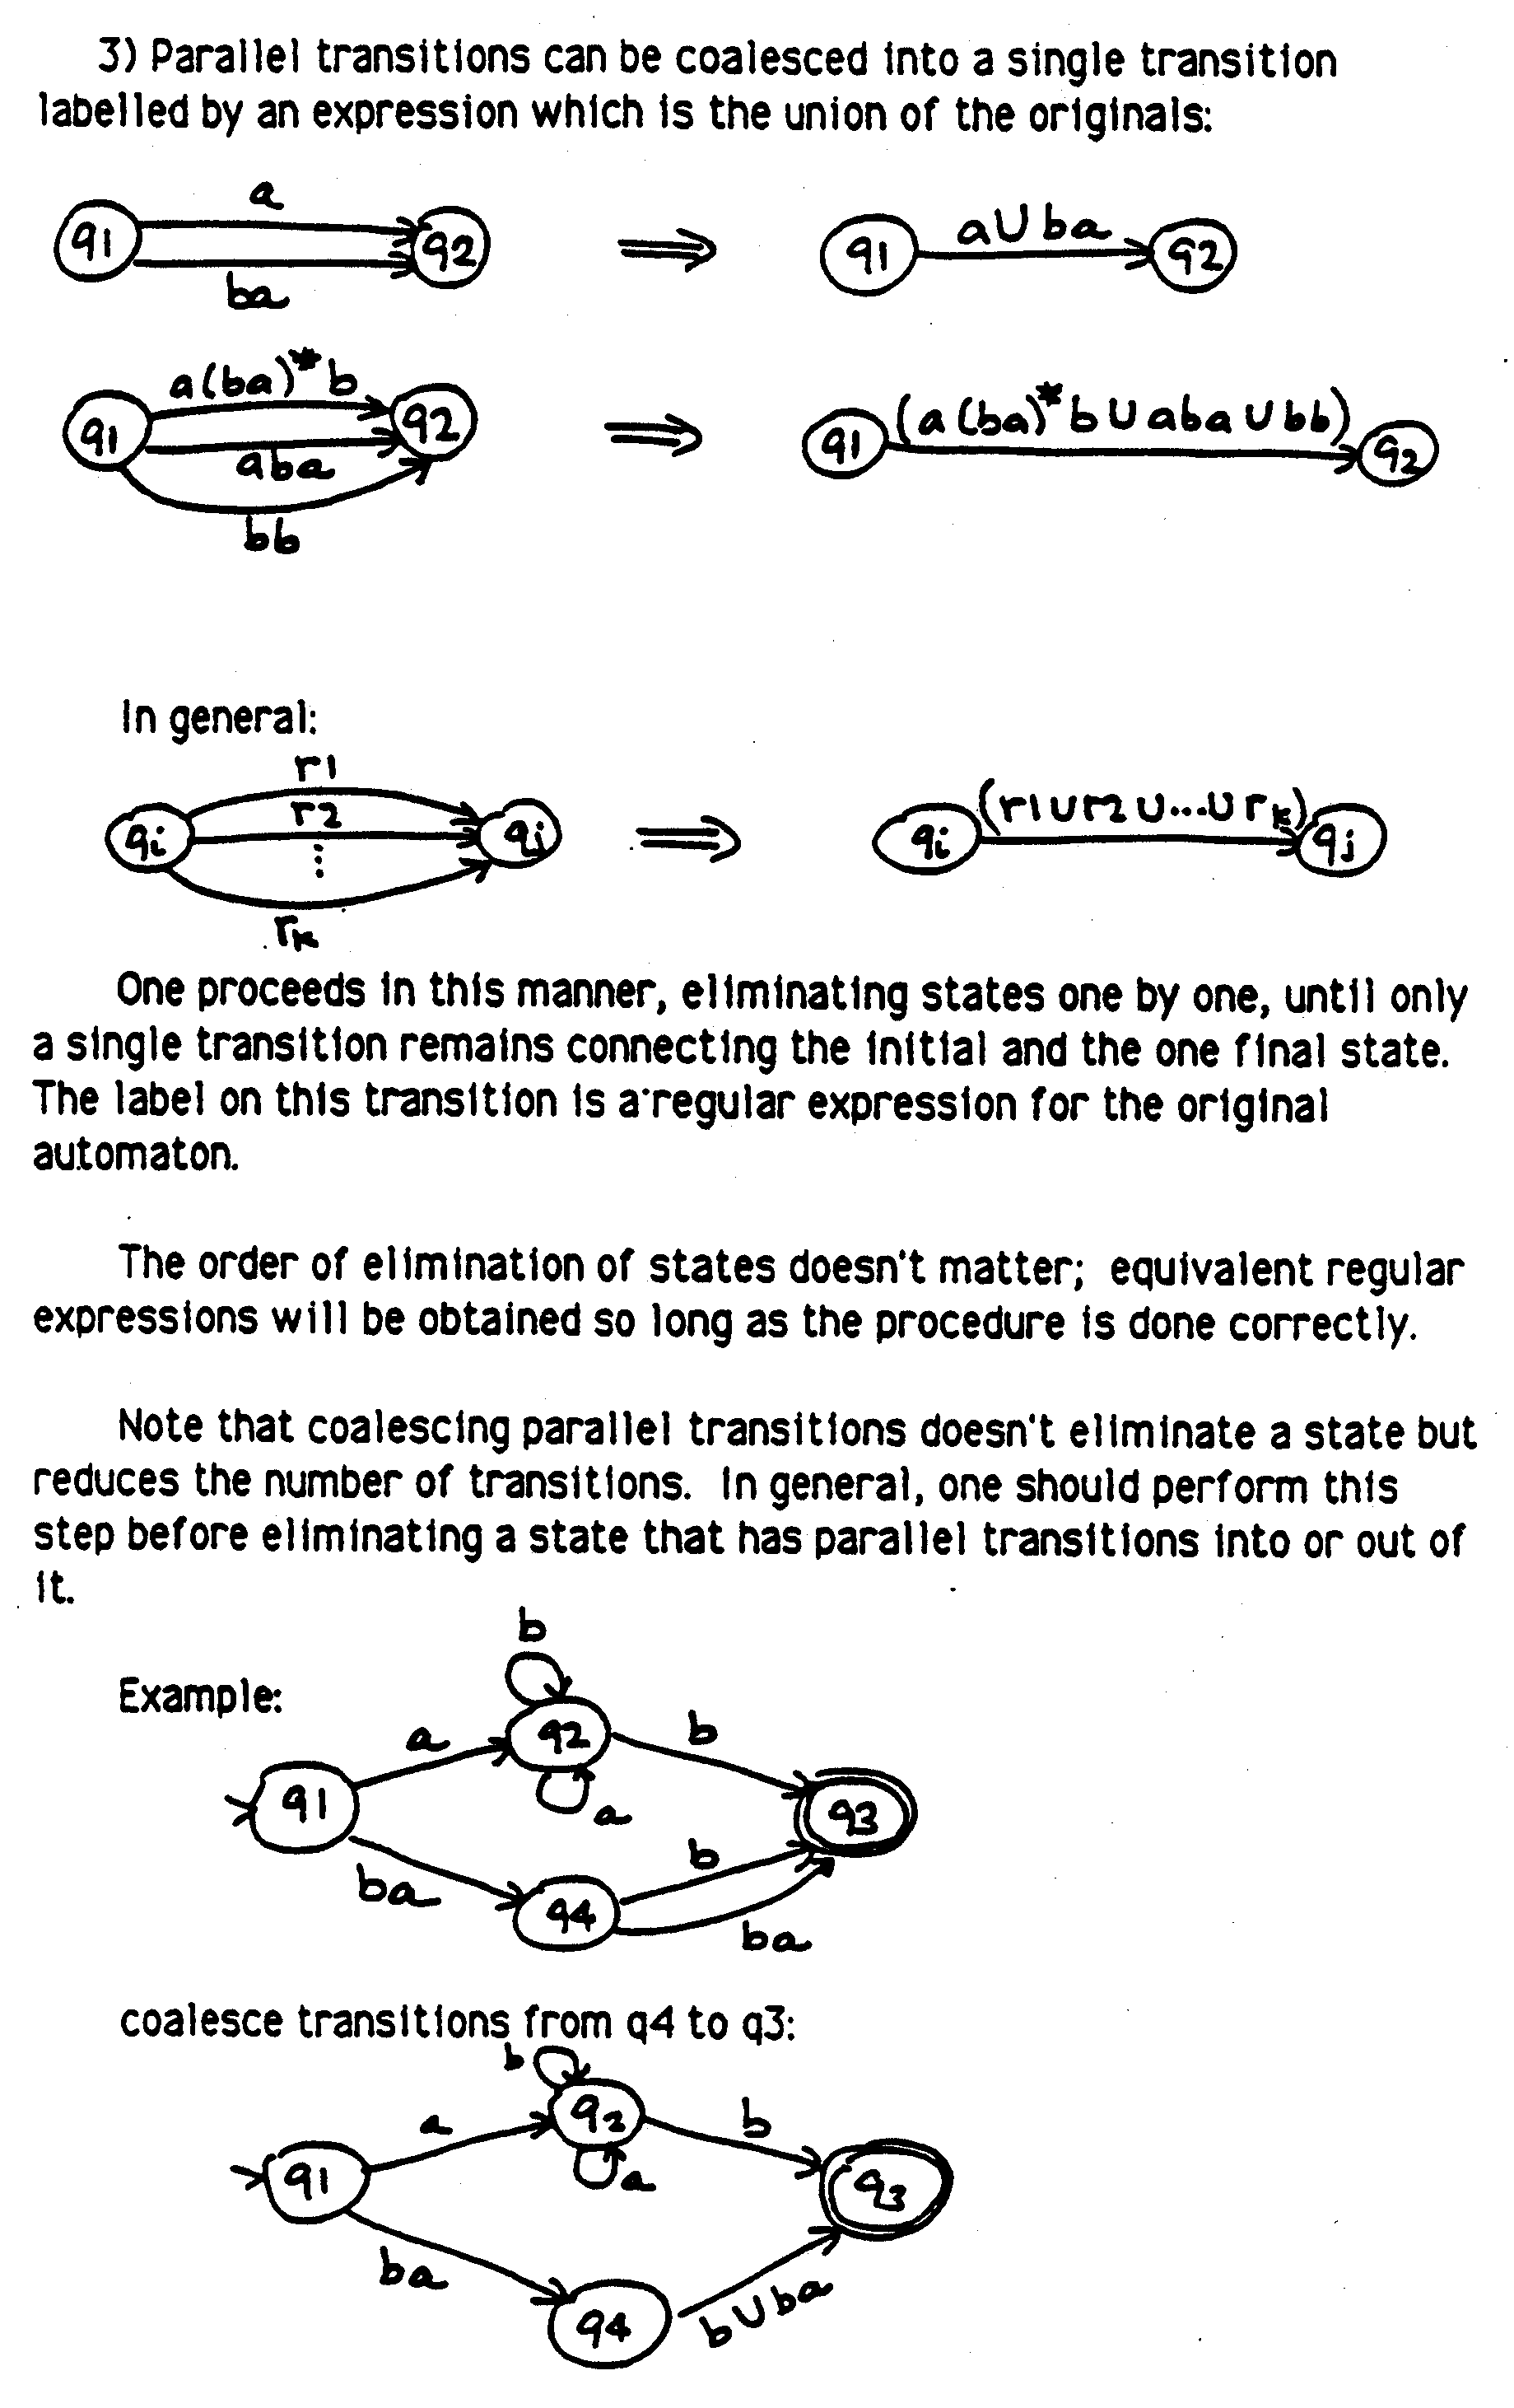 3) Parallel transitions can be coalesced into a single transition
labelled by an expression which is the union of the originals:
a
q1 q2 ⟹ q1 a∪ba q2
ba
a(ba)*b
q1 q2 ⟹ q1 (a(ba)*b∪aba∪bb) q2
aba
bb
In general:
r1
r2
qi ⋮ qj ⟹ qi (r1∪r2∪...∪rk) qj
rk
One proceeds in this manner, eliminating states one by one, until only
a single transition remains connecting the initial and the one final state.
The label on this transition is a regular expression for the original
automaton.
The order of elimination of states doesn't matter; equivalent regular
expressions will be obtained so long as the procedure is done correctly.
Note that coalescing parallel transitions doesn't eliminate a state but
reduces the number of transitions. In general, one should perform this
step before eliminating a state that has parallel transitions into or out of
it.
b
Example:
a q2 b
q1 a q3
b
ba q4 ba
coalesce transitions from q4 to q3:
b
a q2 b
q1 a q3
ba
q4 b∪ba